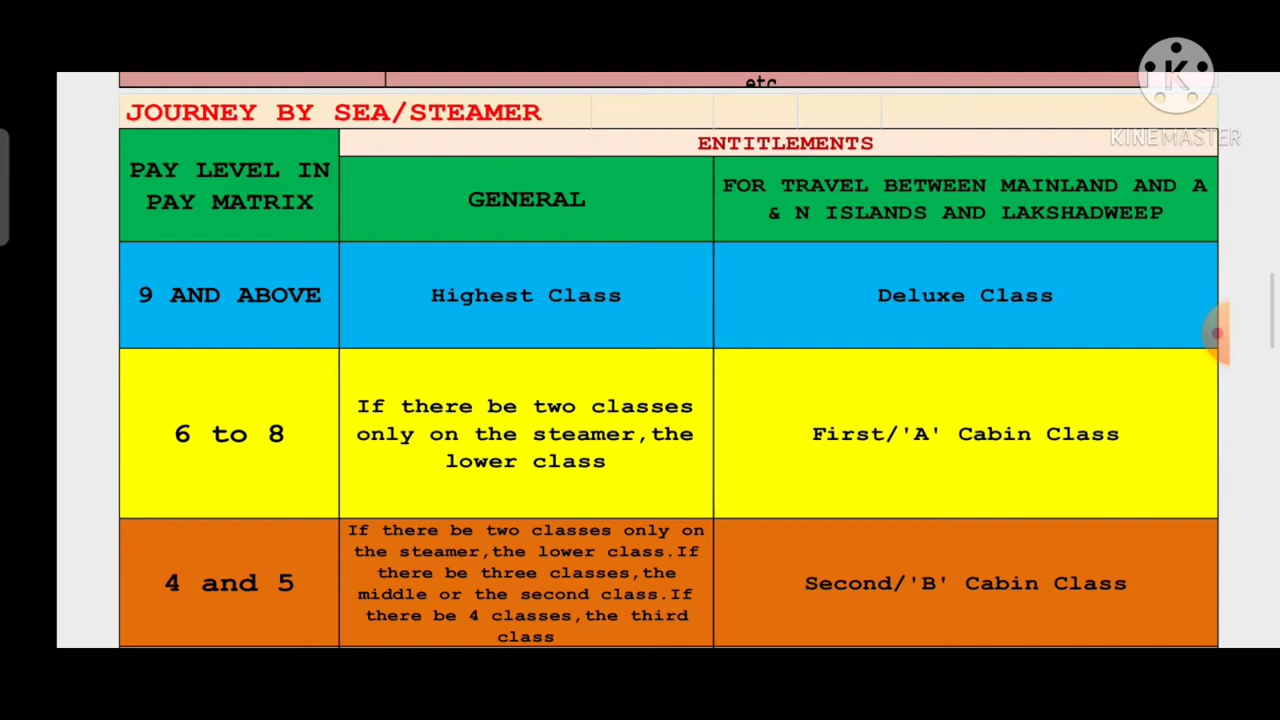 etc
JOURNEY BY SEA/STEAMER
ENTITLEMENTS
PAY LEVEL IN
PAY MATRIX
GENERAL
FOR TRAVEL BETWEEN MAINLAND AND A
& N ISLANDS AND LAKSHADWEEP
9 AND ABOVE
Highest Class
Deluxe Class
6 to 8
If there be two classes
only on the steamer,the
lower class
First/'A' Cabin Class
4 and 5
If there be two classes only on
the steamer,the lower class.If
there be three classes,the
middle or the second class.If
there be 4 classes,the third
class
Second/'B' Cabin Class
K
KINEMASTER